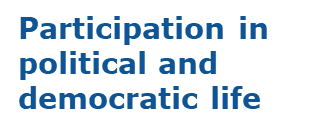 Participation in
political and
democratic life